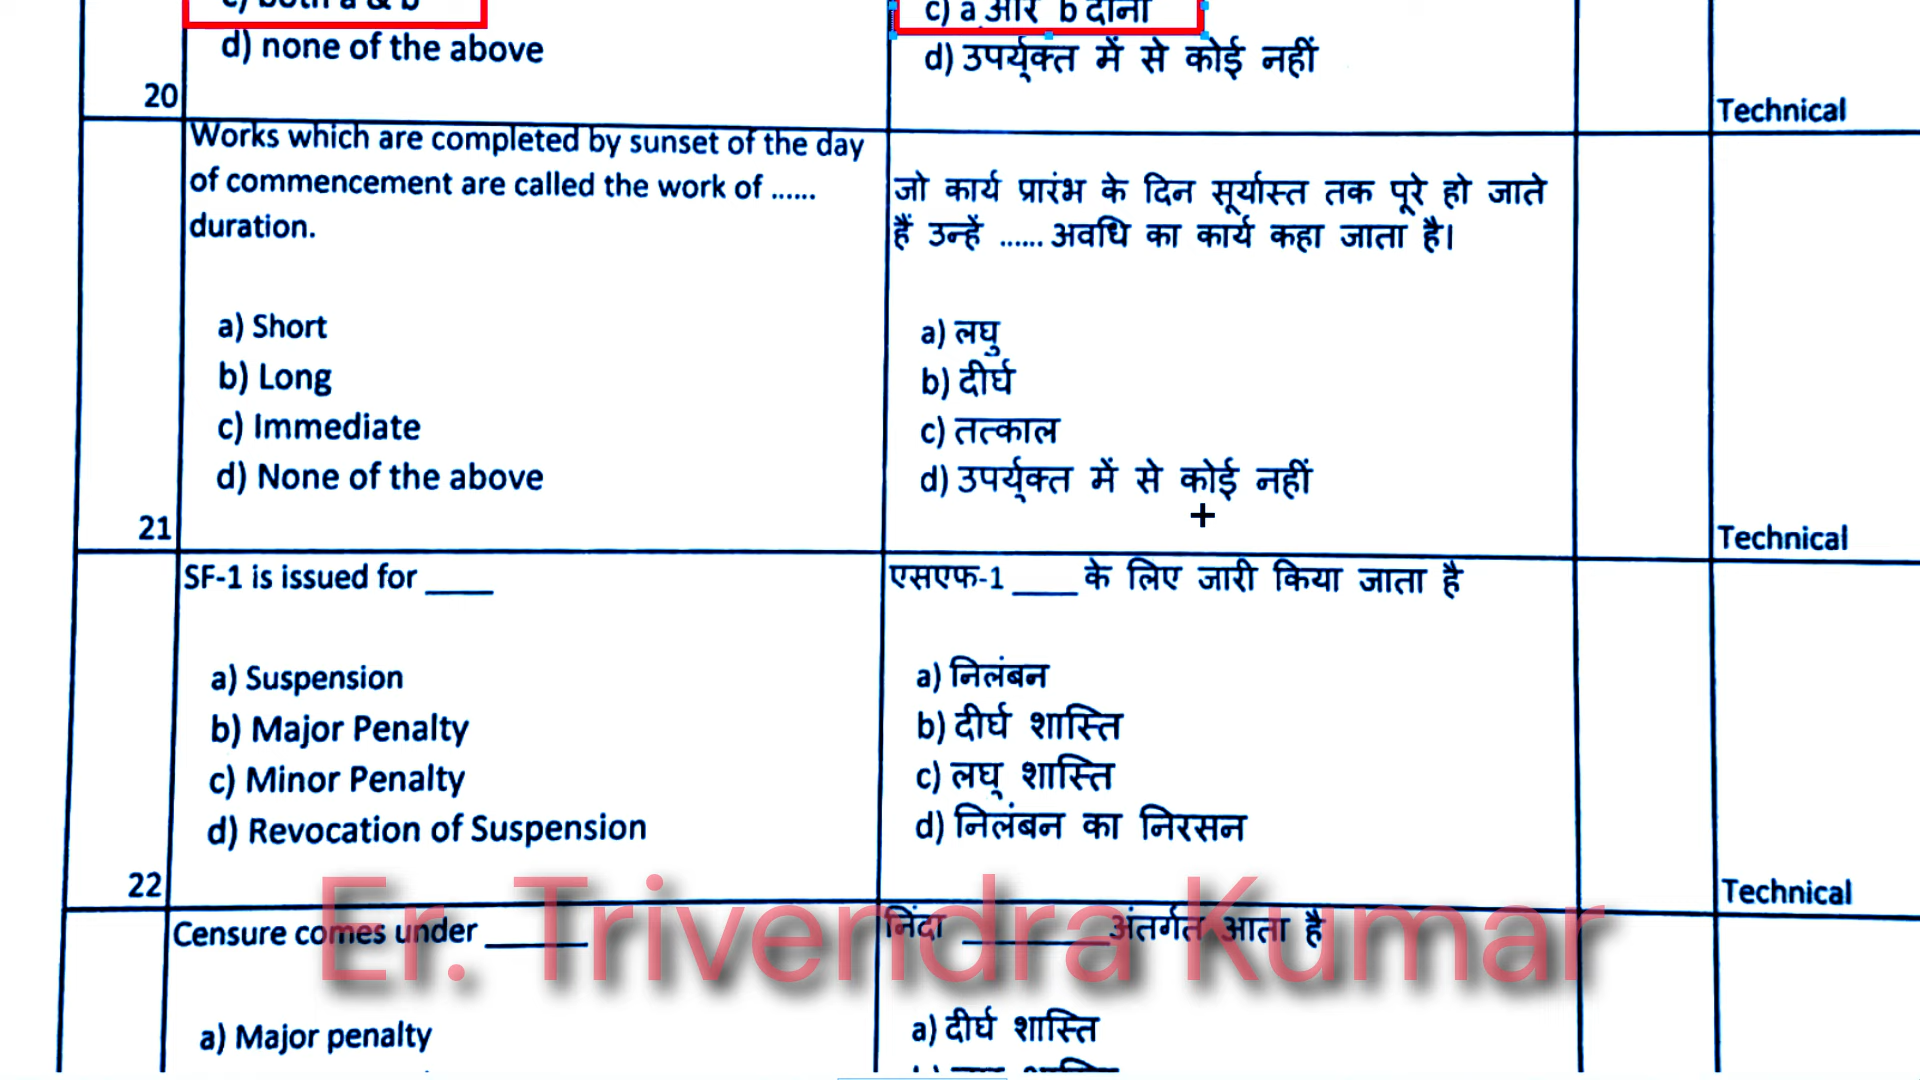 c) both a & b
d) none of the above
20
c) a और b दोनों
d) उपर्युक्त में से कोई नहीं
Technical
Works which are completed by sunset of the day
of commencement are called the work of ......
duration.
a) Short
b) Long
c) Immediate
d) None of the above
21
जो कार्य प्रारंभ के दिन सूर्यास्त तक पूरे हो जाते
हैं उन्हें ...... अवधि का कार्य कहा जाता है।
a) लघु
b) दीर्घ
c) तत्काल
d) उपर्युक्त में से कोई नहीं
Technical
SF-1 is issued for ____
a) Suspension
b) Major Penalty
c) Minor Penalty
d) Revocation of Suspension
22
एसएफ-1 ____ के लिए जारी किया जाता है
a) निलंबन
b) दीर्घ शास्ति
c) लघु शास्ति
d) निलंबन का निरसन
Technical
Censure comes under ______
a) Major penalty
निंदा ________ अंतर्गत आता है
a) दीर्घ शास्ति
Er. Trivendra Kumar